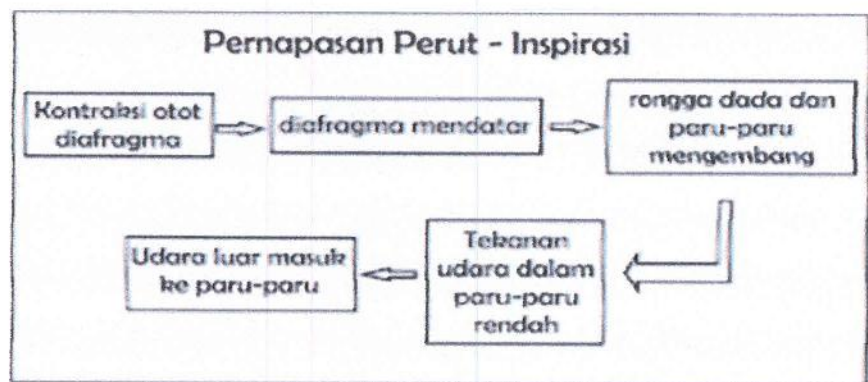 Pernapasan Perut - Inspirasi
Kontraksi otot
diafragma
diafragma mendatar
rongga dada dan
paru-paru
mengembang
Tekanan
udara dalam
paru-paru
rendah
Udara luar masuk
ke paru-paru